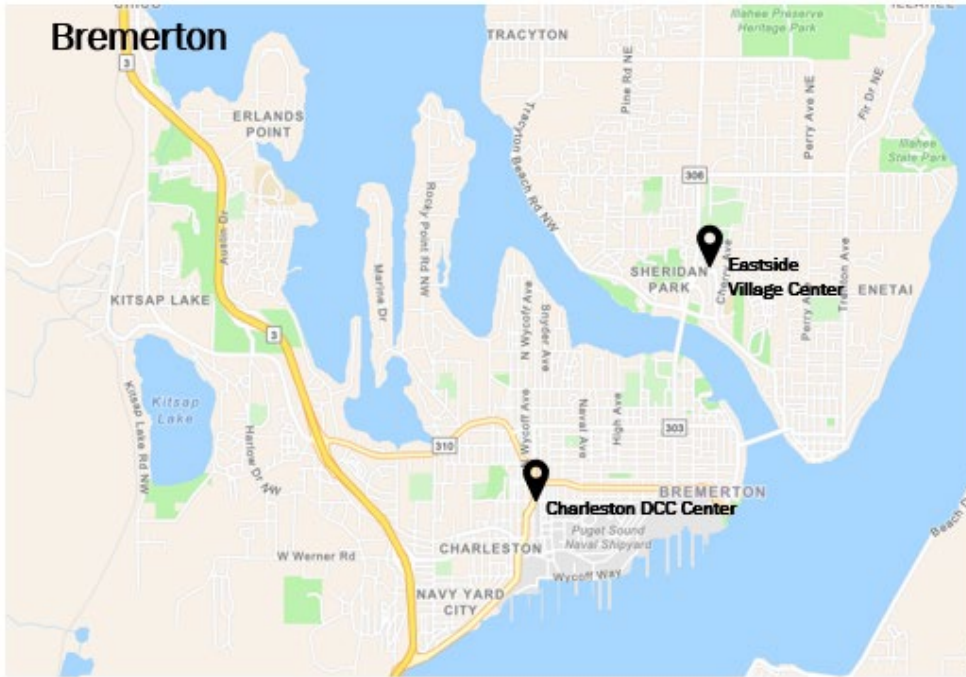 Bremerton
3
ERLANDS
POINT
TRACYTON
Illahee Preserve
Heritage Park
Pine Rd NE
Perry Ave NE
Fir Dr NE
Illahee
State Park
Tracyton Beach Rd NW
306
Rocky Point Rd NW
Austin Dr
Marine Dr
KITSAP LAKE
SHERIDAN
PARK
Cherry Ave
Eastside
Village Center
Perry Ave
Trenton Ave
ENETAI
3
N Wycoff Ave
Snyder Ave
Kitsap
Lake
Kitsap Lake Rd NW
Harlow Dr NW
310
Wycoff Ave
Naval Ave
High Ave
303
BREMERTON
Charleston DCC Center
Puget Sound
Naval Shipyard
CHARLESTON
W Werner Rd
Wycoff Way
NAVY YARD
CITY